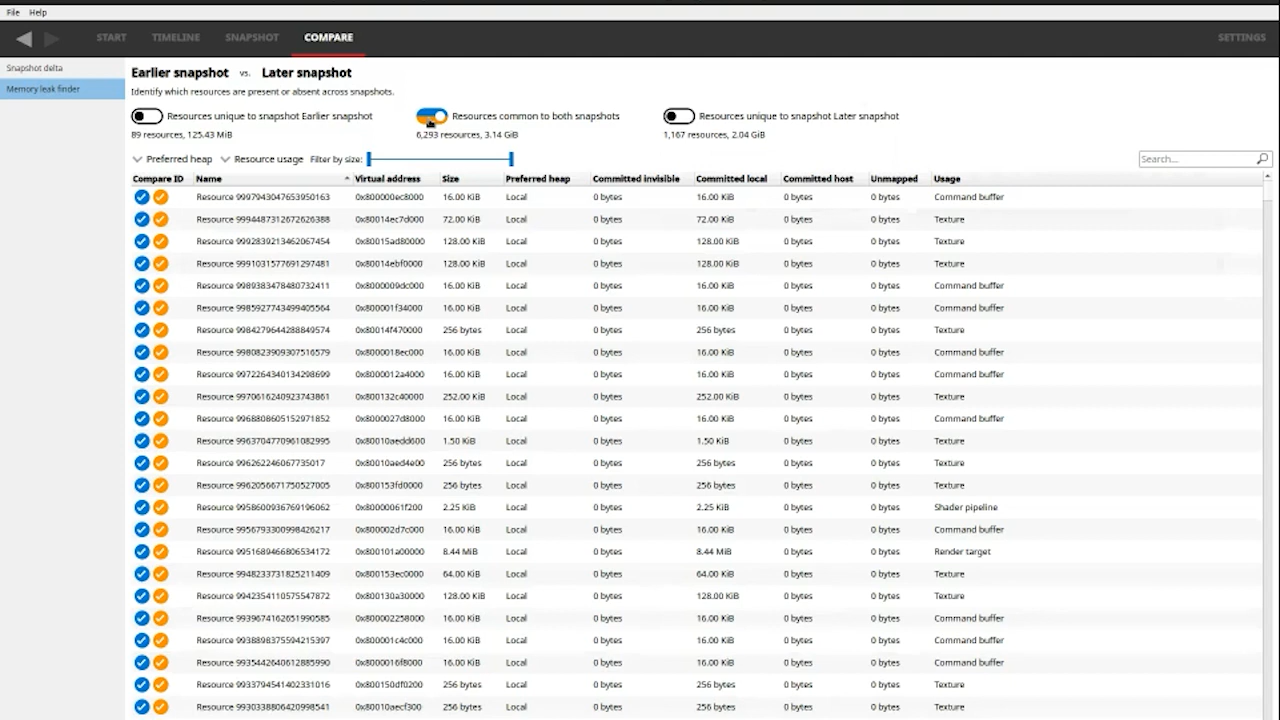 File Help
START TIMELINE SNAPSHOT COMPARE SETTINGS
Snapshot delta
Memory leak finder
Earlier snapshot vs. Later snapshot
Identify which resources are present or absent across snapshots.
Resources unique to snapshot Earlier snapshot Resources common to both snapshots Resources unique to snapshot Later snapshot
89 resources, 125.43 MiB 6,293 resources, 3.14 GiB 1,167 resources, 2.04 GiB
Preferred heap Resource usage Filter by size: Search...
Compare ID Name Virtual address Size Preferred heap Committed invisible Committed local Committed host Unmapped Usage
Resource 9997943047653950163 0x800000ec8000 16.00 KiB Local 0 bytes 16.00 KiB 0 bytes 0 bytes Command buffer
Resource 9994487312672626388 0x80014ec7d000 72.00 KiB Local 0 bytes 72.00 KiB 0 bytes 0 bytes Texture
Resource 9992839213462067454 0x80015ad80000 128.00 KiB Local 0 bytes 128.00 KiB 0 bytes 0 bytes Texture
Resource 9991031577691297481 0x80014ebf0000 128.00 KiB Local 0 bytes 128.00 KiB 0 bytes 0 bytes Texture
Resource 9989383478480732411 0x8000009dc000 16.00 KiB Local 0 bytes 16.00 KiB 0 bytes 0 bytes Command buffer
Resource 9985927743499405564 0x800001f34000 16.00 KiB Local 0 bytes 16.00 KiB 0 bytes 0 bytes Command buffer
Resource 9984279644288849574 0x80014f470000 256 bytes Local 0 bytes 256 bytes 0 bytes 0 bytes Texture
Resource 9980823909307516579 0x8000018ec000 16.00 KiB Local 0 bytes 16.00 KiB 0 bytes 0 bytes Command buffer
Resource 9972264340134298699 0x8000012a4000 16.00 KiB Local 0 bytes 16.00 KiB 0 bytes 0 bytes Command buffer
Resource 9970616240923743861 0x800132c40000 252.00 KiB Local 0 bytes 252.00 KiB 0 bytes 0 bytes Texture
Resource 9968808605152971852 0x8000027d8000 16.00 KiB Local 0 bytes 16.00 KiB 0 bytes 0 bytes Command buffer
Resource 9963704770961082995 0x80010aedd600 1.50 KiB Local 0 bytes 1.50 KiB 0 bytes 0 bytes Texture
Resource 996262246067735017 0x80010aed4e00 256 bytes Local 0 bytes 256 bytes 0 bytes 0 bytes Texture
Resource 9962056671750527005 0x800153fd0000 256 bytes Local 0 bytes 256 bytes 0 bytes 0 bytes Texture
Resource 9958600936769196062 0x80000061f200 2.25 KiB Local 0 bytes 2.25 KiB 0 bytes 0 bytes Shader pipeline
Resource 9956793300998426217 0x800002d7c000 16.00 KiB Local 0 bytes 16.00 KiB 0 bytes 0 bytes Command buffer
Resource 9951689466806534172 0x800101a00000 8.44 MiB Local 0 bytes 8.44 MiB 0 bytes 0 bytes Render target
Resource 9948233731825211409 0x800153ec0000 64.00 KiB Local 0 bytes 64.00 KiB 0 bytes 0 bytes Texture
Resource 9942354110575547872 0x800130a30000 128.00 KiB Local 0 bytes 128.00 KiB 0 bytes 0 bytes Texture
Resource 9939674162651990585 0x800002258000 16.00 KiB Local 0 bytes 16.00 KiB 0 bytes 0 bytes Command buffer
Resource 9938898375594215397 0x800001c4c000 16.00 KiB Local 0 bytes 16.00 KiB 0 bytes 0 bytes Command buffer
Resource 9935442640612885990 0x8000016f8000 16.00 KiB Local 0 bytes 16.00 KiB 0 bytes 0 bytes Command buffer
Resource 9933794541402331016 0x800150df0200 256 bytes Local 0 bytes 256 bytes 0 bytes 0 bytes Texture
Resource 9930338806420998541 0x80010aecf300 256 bytes Local 0 bytes 256 bytes 0 bytes 0 bytes Texture